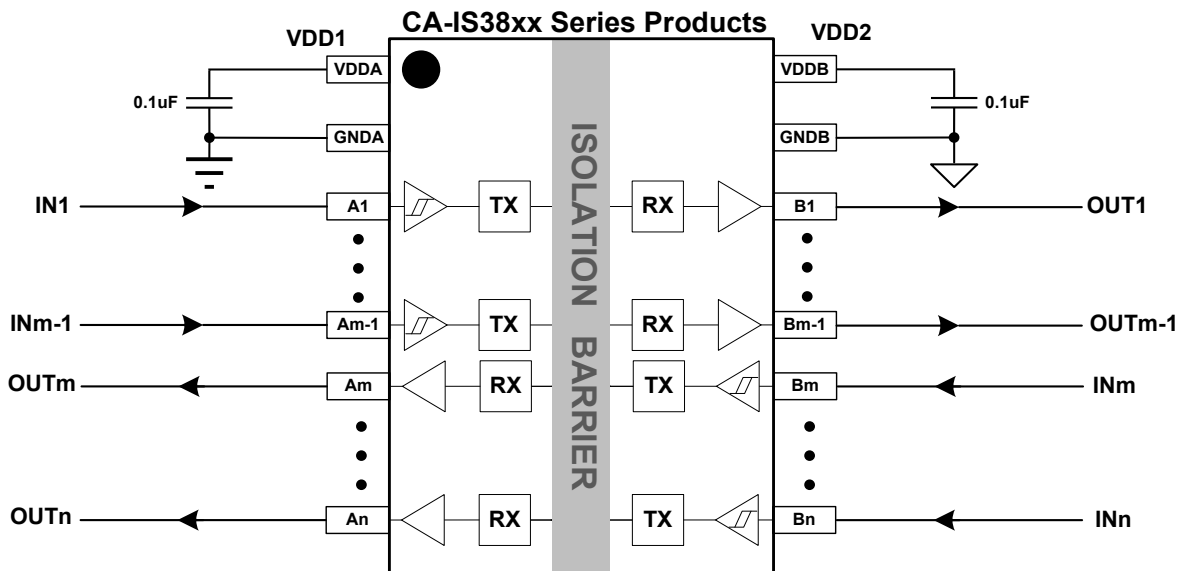 CA-IS38xx Series Products
VDD1
VDD2
VDDA
VDDB
0.1uF
0.1uF
GNDA
GNDB
ISOLATION BARRIER
IN1
A1
TX
RX
B1
OUT1
INm-1
Am-1
TX
RX
Bm-1
OUTm-1
OUTm
Am
RX
TX
Bm
INm
OUTn
An
RX
TX
Bn
INn